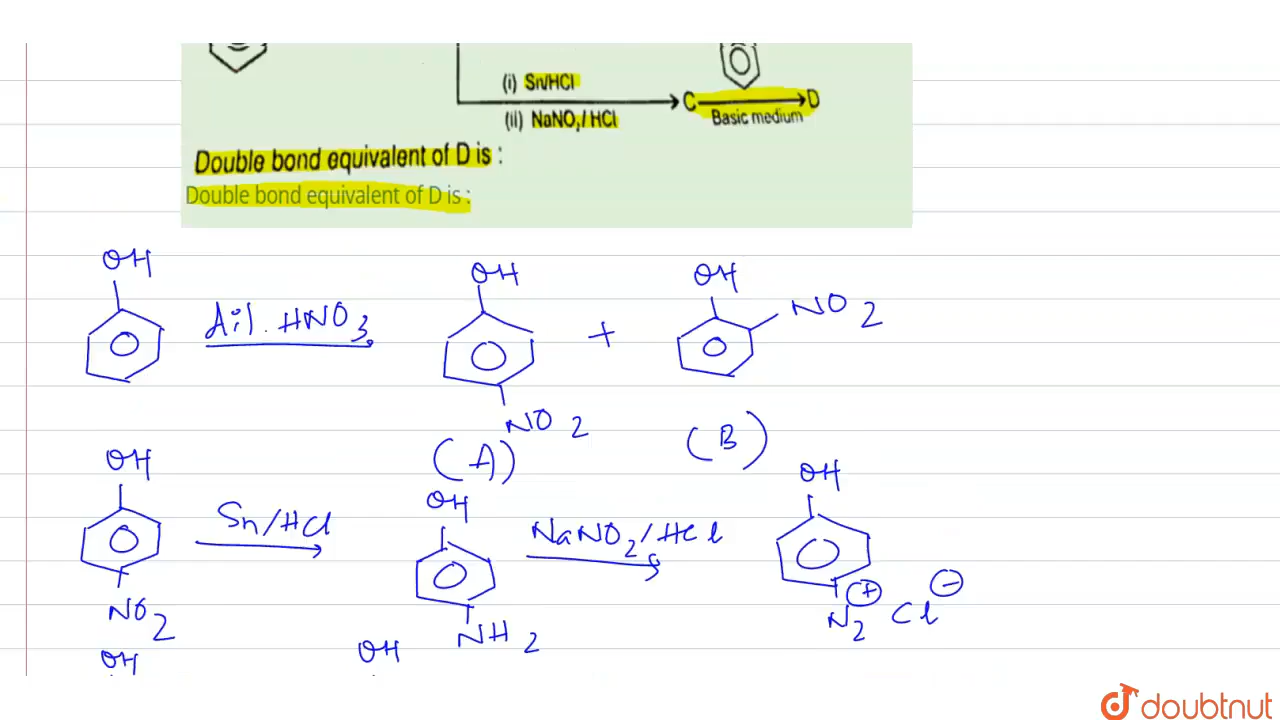 (i) Sn/HCl
(ii) NaNO2/HCl
C
D
Basic medium
Double bond equivalent of D is :
Double bond equivalent of D is :
OH
dil. HNO3
OH
NO2
(A)
+
OH
NO2
(B)
OH
NO2
Sn/HCl
OH
NH2
NaNO2/HCl
OH
N2 + Cl -
OH
OH
doubtnut